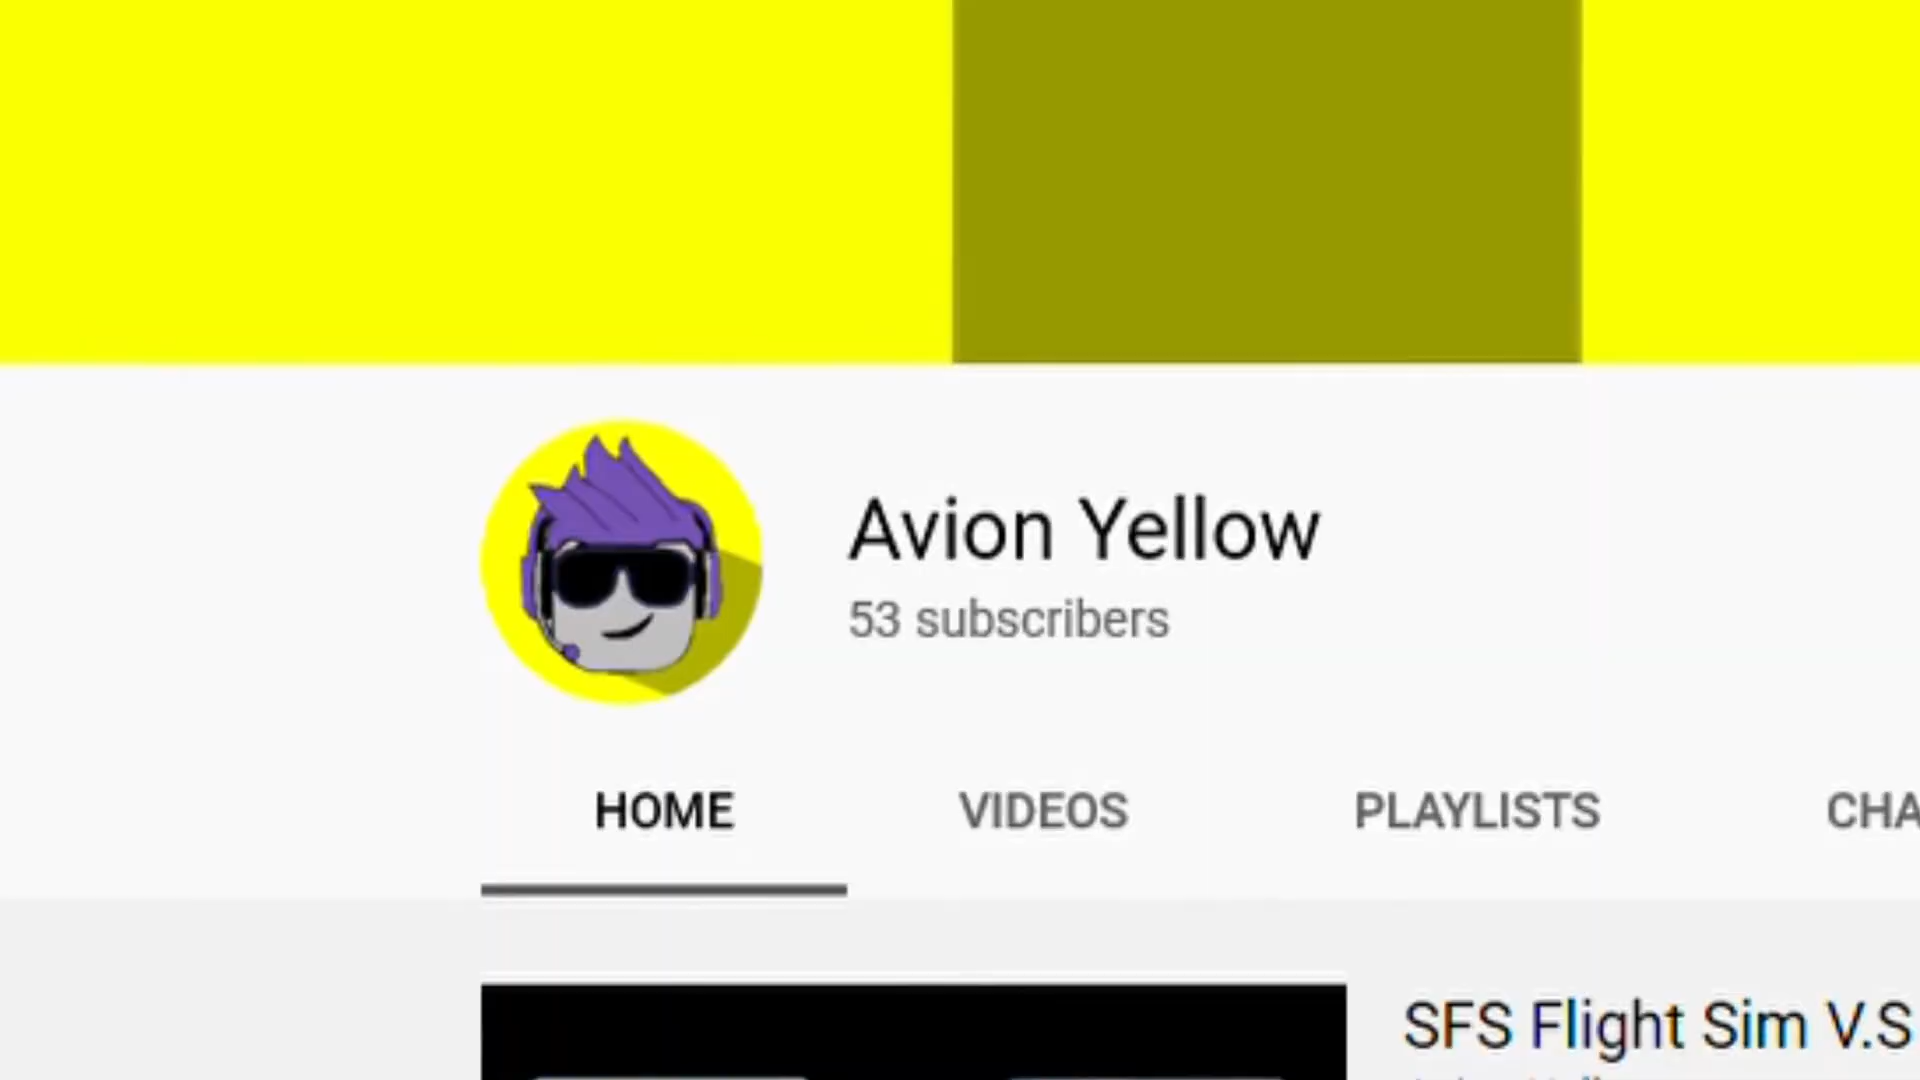 Avion Yellow
53 subscribers
HOME VIDEOS PLAYLISTS CHA
SFS Flight Sim V.S